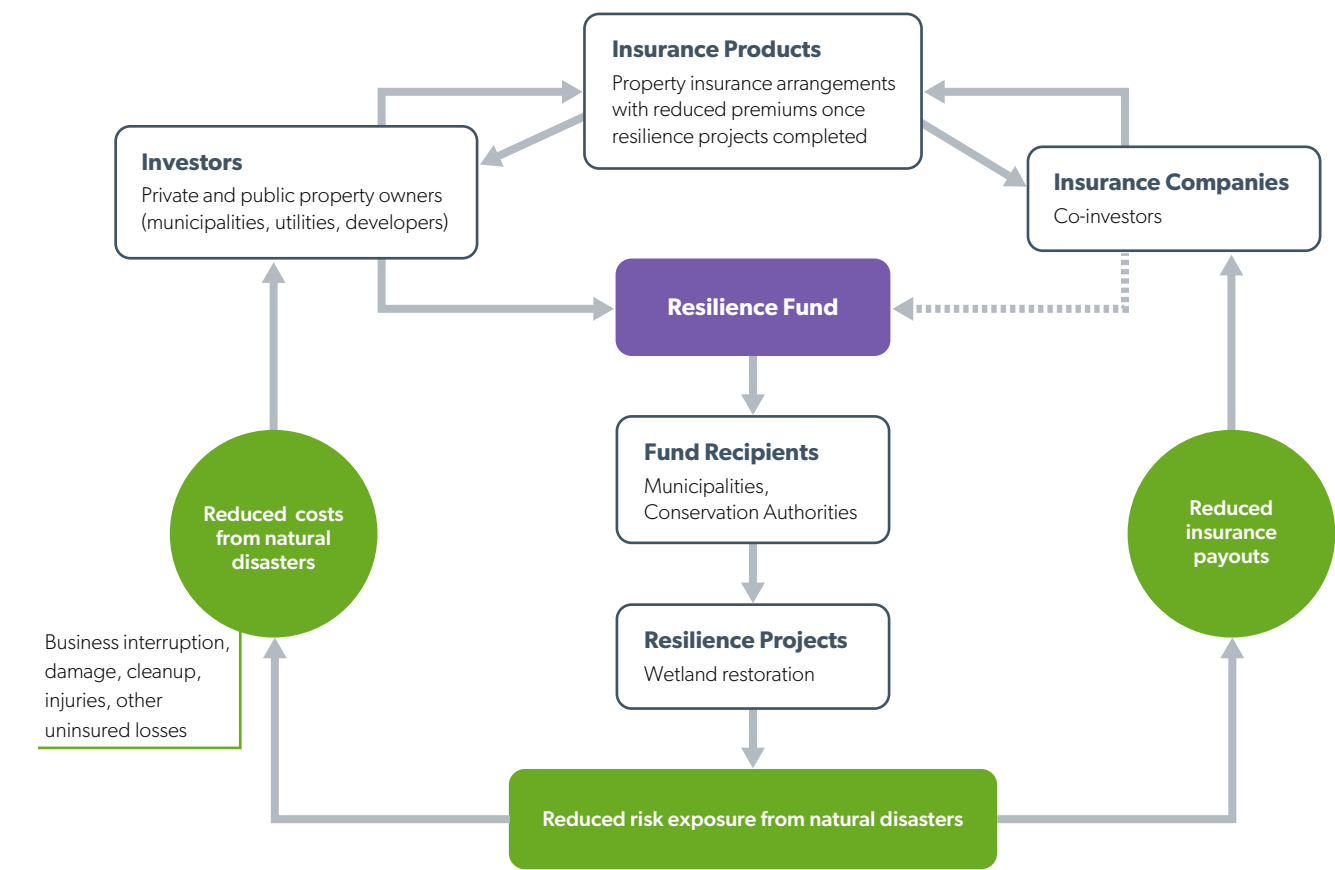 Insurance Products
Property insurance arrangements
with reduced premiums once
resilience projects completed
Investors
Private and public property owners
(municipalities, utilities, developers)
Insurance Companies
Co-investors
Resilience Fund
Fund Recipients
Municipalities,
Conservation Authorities
Reduced costs
from natural
disasters
Reduced
insurance
payouts
Business interruption,
damage, cleanup,
injuries, other
uninsured losses
Resilience Projects
Wetland restoration
Reduced risk exposure from natural disasters